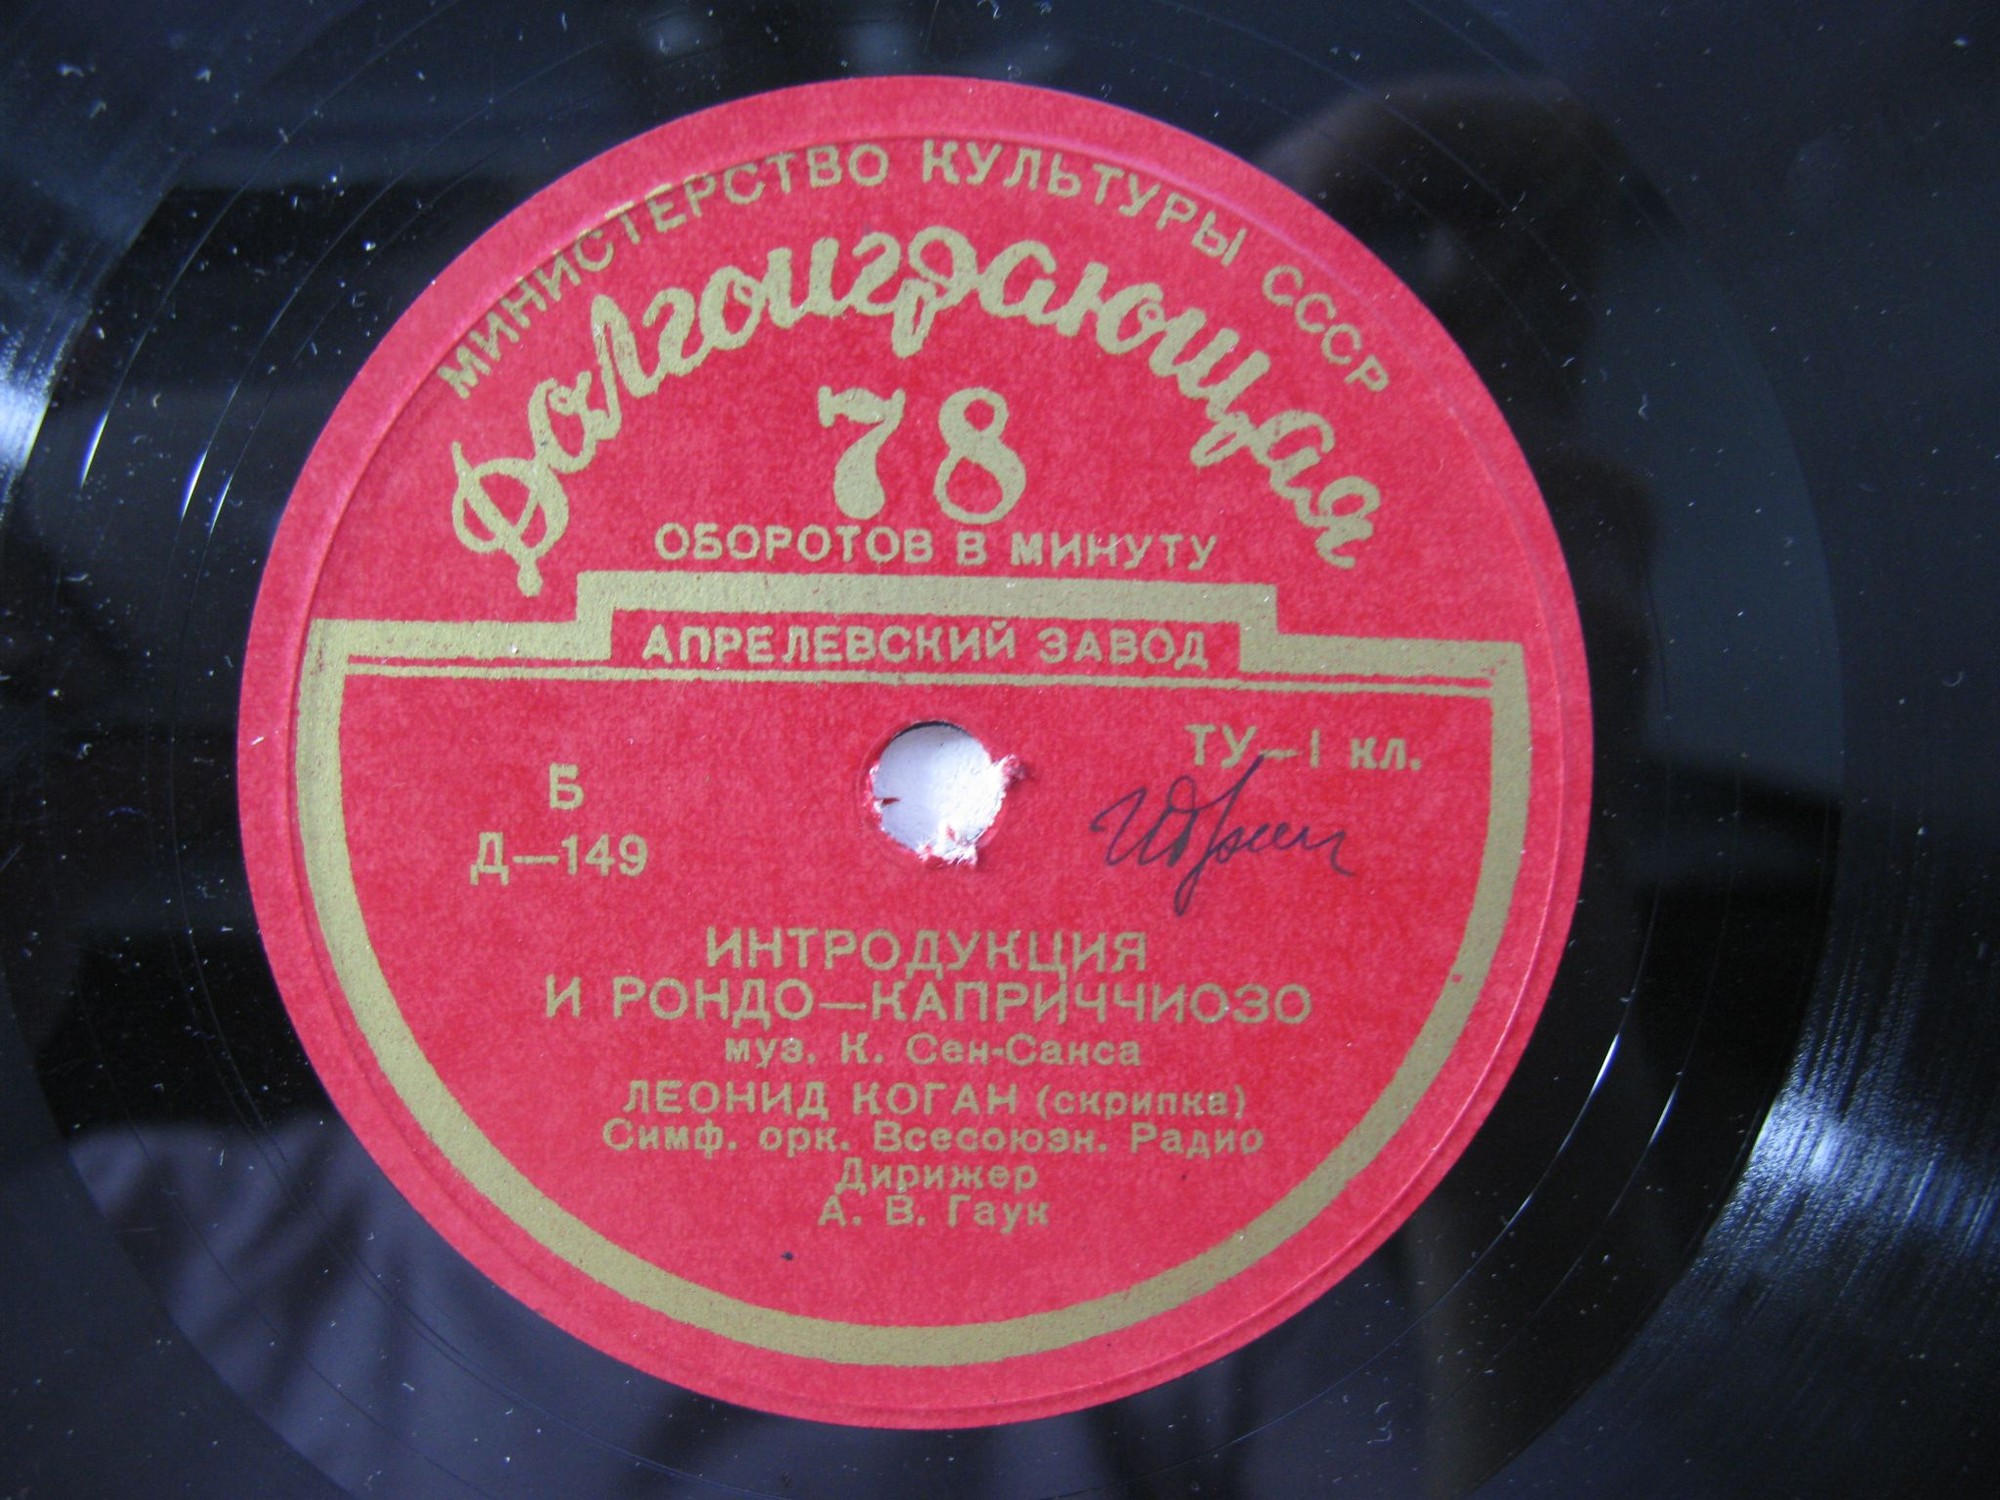 МИНИСТЕРСТВО КУЛЬТУРЫ СССР
Долгоиграющая
78
ОБОРОТОВ В МИНУТУ
АПРЕЛЕВСКИЙ ЗАВОД
ТУ—I кл.
Б
Д—149
ИНТРОДУКЦИЯ
И РОНДО—КАПРИЧЧИОЗО
муз. К. Сен-Санса
ЛЕОНИД КОГАН (скрипка)
Симф. орк. Всесоюзн. Радио
Дирижер
А. В. Гаук